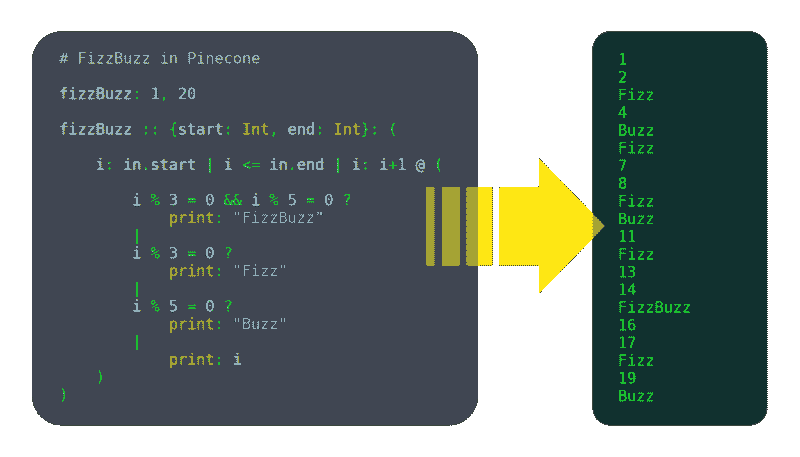 # FizzBuzz in Pinecone
fizzBuzz: 1, 20
fizzBuzz :: {start: Int, end: Int}: (
i: in.start | i <= in.end | i: i+1 @ (
i % 3 = 0 && i % 5 = 0 ?
print: "FizzBuzz"
|
i % 3 = 0 ?
print: "Fizz"
|
i % 5 = 0 ?
print: "Buzz"
|
print: i
)
)
1
2
Fizz
4
Buzz
Fizz
7
8
Fizz
Buzz
11
Fizz
13
14
FizzBuzz
16
17
Fizz
19
Buzz